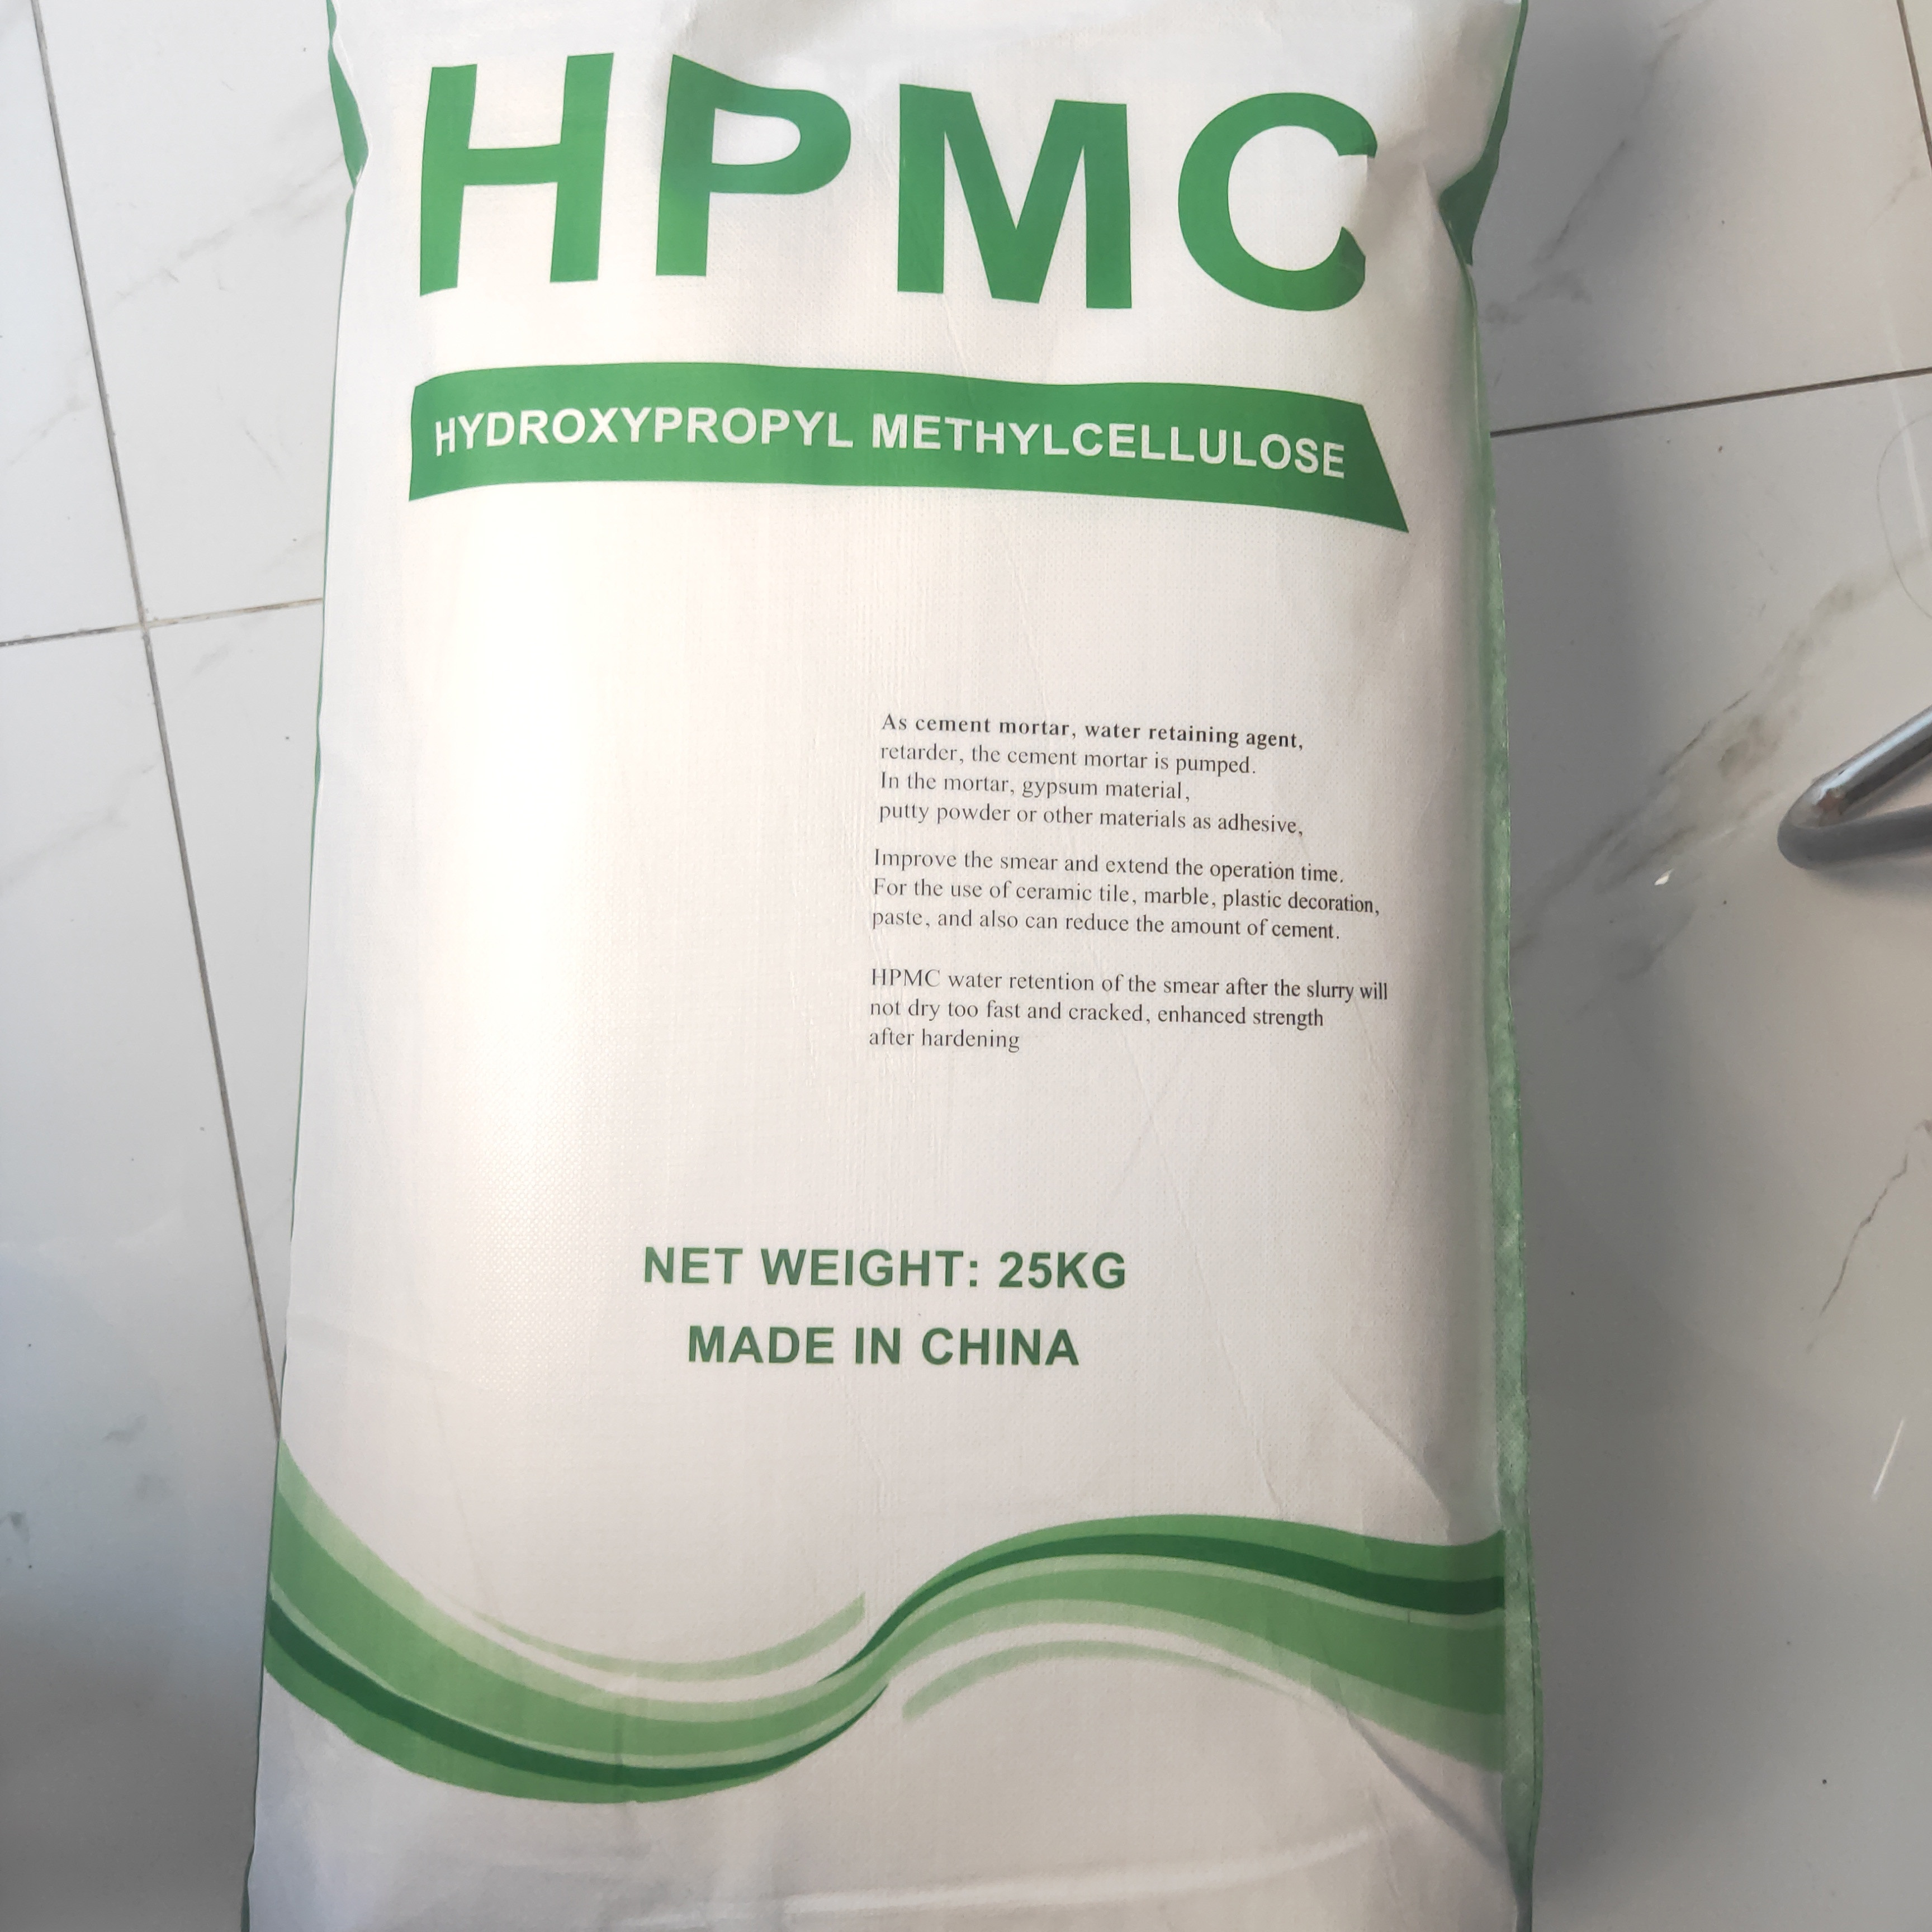 HPMC
HYDROXYPROPYL METHYLCELLULOSE
As cement mortar, water retaining agent,
retarder, the cement mortar is pumped.
In the mortar, gypsum material,
putty powder or other materials as adhesive,
Improve the smear and extend the operation time.
For the use of ceramic tile, marble, plastic decoration,
paste, and also can reduce the amount of cement.
HPMC water retention of the smear after the slurry will
not dry too fast and cracked, enhanced strength
after hardening
NET WEIGHT: 25KG
MADE IN CHINA